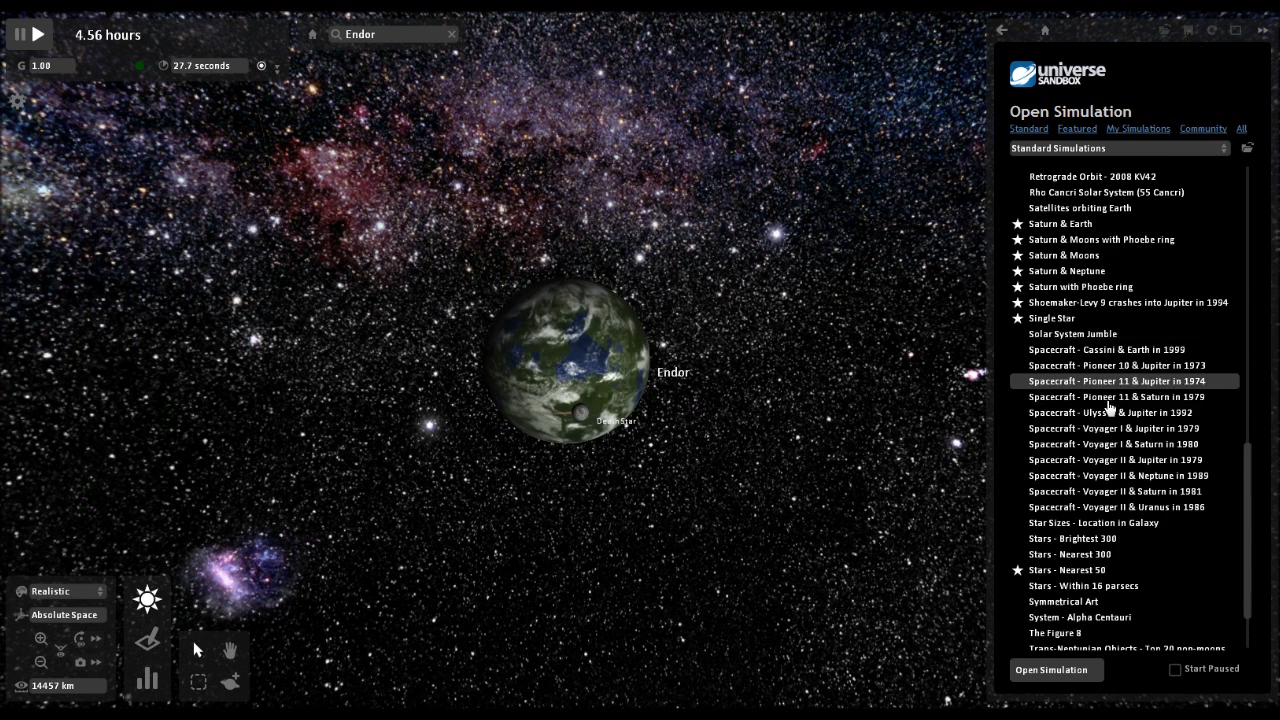 4.56 hours
Endor
G 1.00
27.7 seconds
universe
SANDBOX
Open Simulation
Standard Featured My Simulations Community All
Standard Simulations
Retrograde Orbit - 2008 KV42
Rho Cancri Solar System (55 Cancri)
Satellites orbiting Earth
Saturn & Earth
Saturn & Moons with Phoebe ring
Saturn & Moons
Saturn & Neptune
Saturn with Phoebe ring
Shoemaker-Levy 9 crashes into Jupiter in 1994
Single Star
Solar System Jumble
Spacecraft - Cassini & Earth in 1999
Spacecraft - Pioneer 10 & Jupiter in 1973
Spacecraft - Pioneer 11 & Jupiter in 1974
Spacecraft - Pioneer 11 & Saturn in 1979
Spacecraft - Ulysses & Jupiter in 1992
Spacecraft - Voyager I & Jupiter in 1979
Spacecraft - Voyager I & Saturn in 1980
Spacecraft - Voyager II & Jupiter in 1979
Spacecraft - Voyager II & Neptune in 1989
Spacecraft - Voyager II & Saturn in 1981
Spacecraft - Voyager II & Uranus in 1986
Star Sizes - Location in Galaxy
Stars - Brightest 300
Stars - Nearest 300
Stars - Nearest 50
Stars - Within 16 parsecs
Symmetrical Art
System - Alpha Centauri
The Figure 8
Trans-Neptunian Objects - Top 20 non-moons
Open Simulation
Start Paused
Endor
DeathStar
Realistic
Absolute Space
14457 km